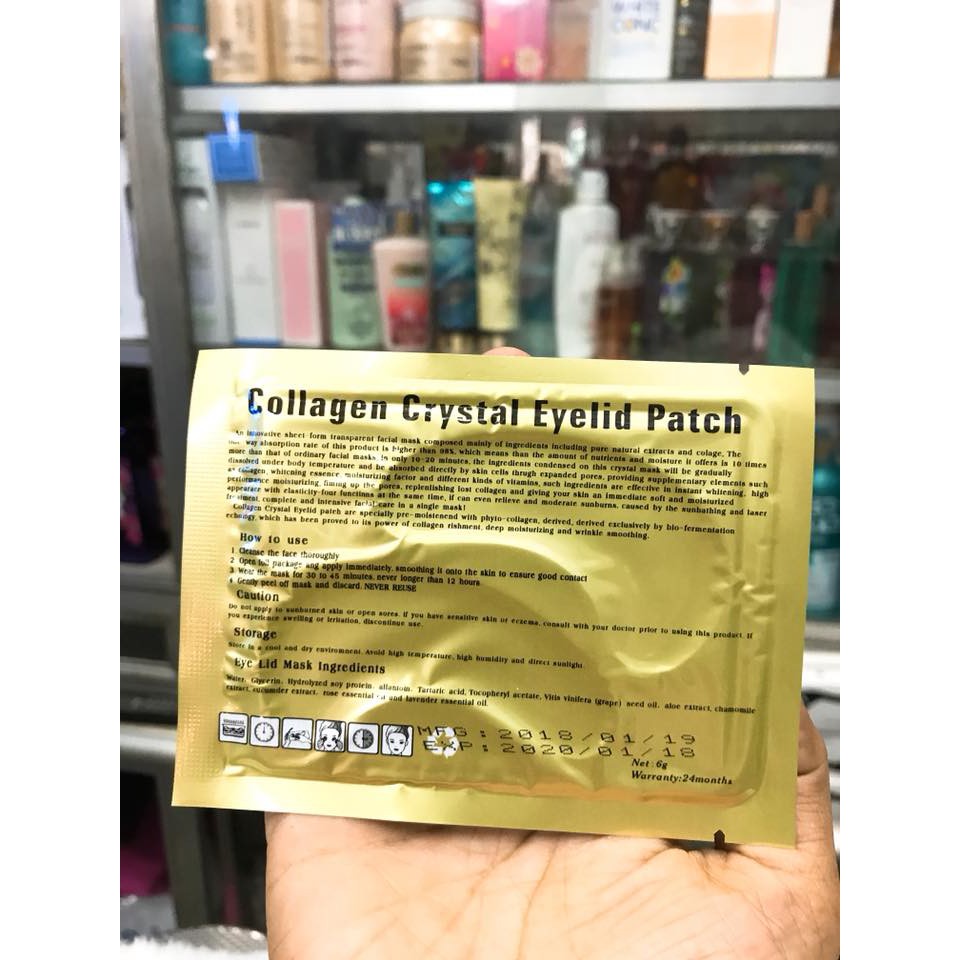 WHITE
CONC
Collagen Crystal Eyelid Patch
An innovative sheet form transparent facial mask composed mainly of ingredients including pure natural extracts and colage. The
way absorption rate of this product is higher than 98%, which means than the amount of nutrients and moisture it offers is 10 times
more than that of ordinary facial masks. in only 10-20 minutes, the ingredients condensed on this crystal mask will be gradually
dissolved under body temperature and be absorbed directly by skin cells through expanded pores, providing supplementary elements such
as collagen, whitening essence, moisturizing factor and different kinds of vitamins, such ingredients are effective in instant whitening, high
performance moisturizing, fiming up the pores, replenishing lost collagen and giving your skin an immediate soft and moisturized
appearance with elasticity-four functinns at the same time, if can even relieve and moderate sunburns, caused by the sunbathing and laser
complete and intensive facial care in a single mask!
Collagen Crystal Eyelid patch are specially pre-moistenend with phyto-collagen, derived, derived exclusively by bio-fermentation
echnology, which has been proved to its power of collagen rishment, deep moisturizing and wrinkle smoothing.
How to use
1. Cleanse the face thoroughly
2 Open foil package ang apply immediately, smoothing it onto the skin to ensure good contact
3. Wear the mask for 30 to 45 minutes, never longer than 12 hours
4 Gently peel off mask and discard. NEVER REUSE
Caution
Do not apply to sunburned skin or open sores. If you have sensitive skin or eczema, consult with your doctor prior to using this product. If
you experience swelling or irritation, discontinue use.
Storage
Store in a cool and dry enviromnent. Avoid high temperature, high humidity and direct sunlight.
Eye Lid Mask Ingredients
Water, Glycerin, Hydrolyzed soy protein, allantom, Tartaric acid, Tocopheryl acetate, Vitis vinifera (grape) seed oil, aloe extract, chamomile
extract, cucumber extract, rose essential oil and lavender essential oil.
MFG: 2018/01/19
EXP: 2020/01/18
Net:6g
Warranty:24months